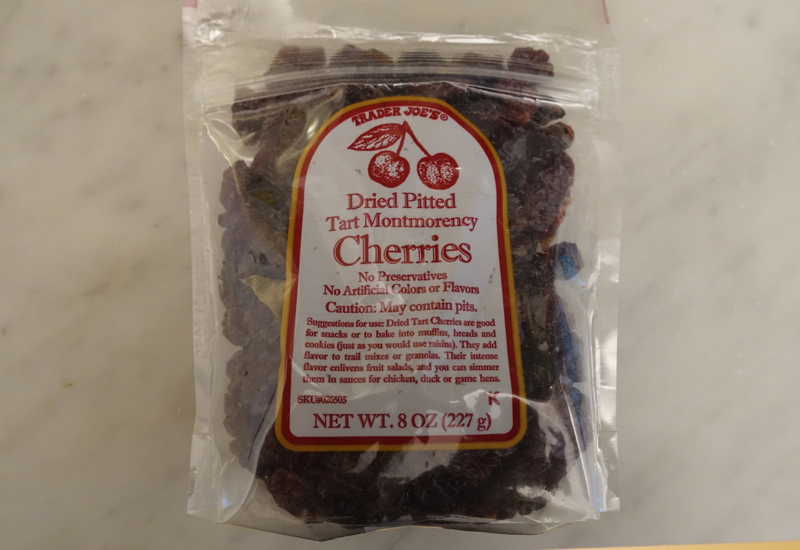 TRADER JOE'S®
Dried Pitted
Tart Montmorency
Cherries
No Preservatives
No Artificial Colors or Flavors
Caution: May contain pits.
Suggestions for use: Dried Tart Cherries are good
for snacks or to bake into muffins, breads and
cookies (just as you would use raisins). They add
flavor to trail mixes or granolas. Their intense
flavor enlivens fruit salads, and you can simmer
them in sauces for chicken, duck or game hens.
SKU#026805 K
NET WT. 8 OZ (227 g)